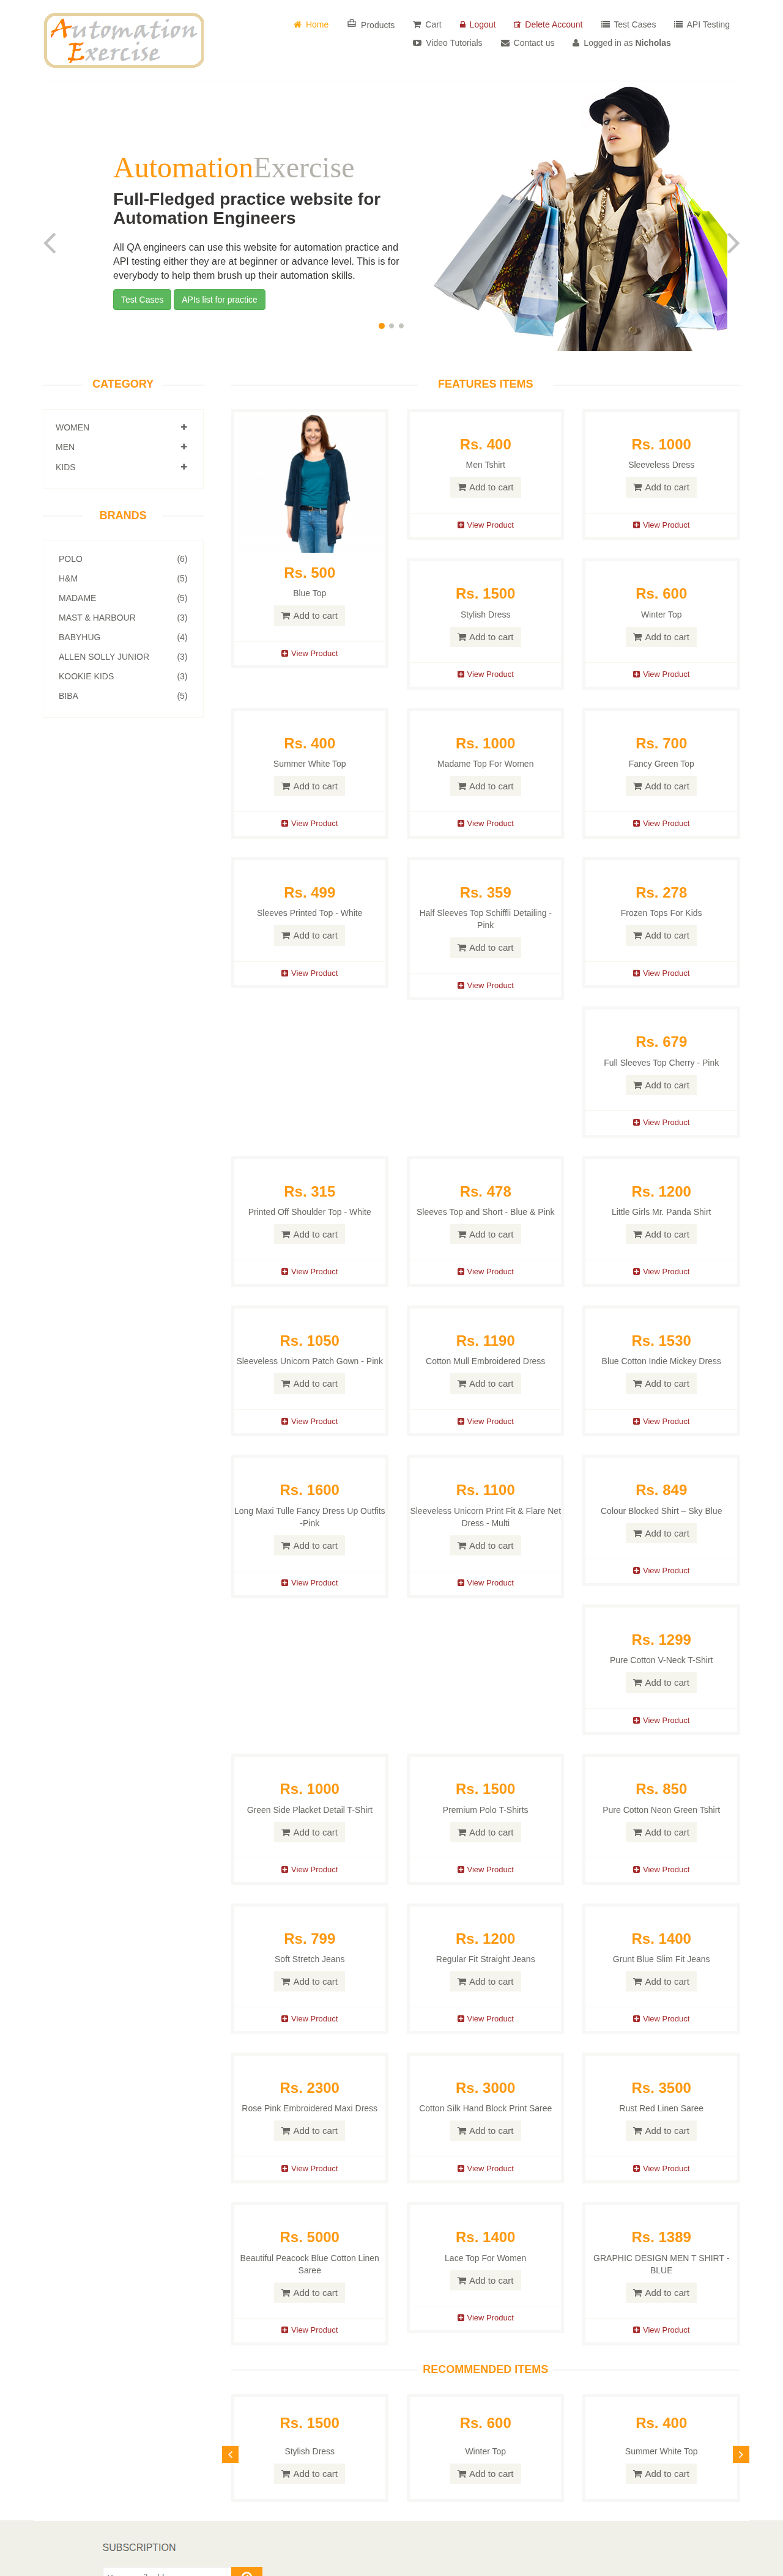 Automation
Exercise
Home
Products
Cart
Logout
Delete Account
Test Cases
API Testing
Video Tutorials
Contact us
Logged in as Nicholas
AutomationExercise
Full-Fledged practice website for
Automation Engineers
All QA engineers can use this website for automation practice and
API testing either they are at beginner or advance level. This is for
everybody to help them brush up their automation skills.
Test Cases
APIs list for practice
CATEGORY
WOMEN
MEN
KIDS
BRANDS
POLO (6)
H&M (5)
MADAME (5)
MAST & HARBOUR (3)
BABYHUG (4)
ALLEN SOLLY JUNIOR (3)
KOOKIE KIDS (3)
BIBA (5)
FEATURES ITEMS
Rs. 500
Blue Top
Add to cart
View Product
Rs. 400
Men Tshirt
Add to cart
View Product
Rs. 1000
Sleeveless Dress
Add to cart
View Product
Rs. 1500
Stylish Dress
Add to cart
View Product
Rs. 600
Winter Top
Add to cart
View Product
Rs. 400
Summer White Top
Add to cart
View Product
Rs. 1000
Madame Top For Women
Add to cart
View Product
Rs. 700
Fancy Green Top
Add to cart
View Product
Rs. 499
Sleeves Printed Top - White
Add to cart
View Product
Rs. 359
Half Sleeves Top Schiffli Detailing -
Pink
Add to cart
View Product
Rs. 278
Frozen Tops For Kids
Add to cart
View Product
Rs. 679
Full Sleeves Top Cherry - Pink
Add to cart
View Product
Rs. 315
Printed Off Shoulder Top - White
Add to cart
View Product
Rs. 478
Sleeves Top and Short - Blue & Pink
Add to cart
View Product
Rs. 1200
Little Girls Mr. Panda Shirt
Add to cart
View Product
Rs. 1050
Sleeveless Unicorn Patch Gown - Pink
Add to cart
View Product
Rs. 1190
Cotton Mull Embroidered Dress
Add to cart
View Product
Rs. 1530
Blue Cotton Indie Mickey Dress
Add to cart
View Product
Rs. 1600
Long Maxi Tulle Fancy Dress Up Outfits
-Pink
Add to cart
View Product
Rs. 1100
Sleeveless Unicorn Print Fit & Flare Net
Dress - Multi
Add to cart
View Product
Rs. 849
Colour Blocked Shirt – Sky Blue
Add to cart
View Product
Rs. 1299
Pure Cotton V-Neck T-Shirt
Add to cart
View Product
Rs. 1000
Green Side Placket Detail T-Shirt
Add to cart
View Product
Rs. 1500
Premium Polo T-Shirts
Add to cart
View Product
Rs. 850
Pure Cotton Neon Green Tshirt
Add to cart
View Product
Rs. 799
Soft Stretch Jeans
Add to cart
View Product
Rs. 1200
Regular Fit Straight Jeans
Add to cart
View Product
Rs. 1400
Grunt Blue Slim Fit Jeans
Add to cart
View Product
Rs. 2300
Rose Pink Embroidered Maxi Dress
Add to cart
View Product
Rs. 3000
Cotton Silk Hand Block Print Saree
Add to cart
View Product
Rs. 3500
Rust Red Linen Saree
Add to cart
View Product
Rs. 5000
Beautiful Peacock Blue Cotton Linen
Saree
Add to cart
View Product
Rs. 1400
Lace Top For Women
Add to cart
View Product
Rs. 1389
GRAPHIC DESIGN MEN T SHIRT -
BLUE
Add to cart
View Product
RECOMMENDED ITEMS
Rs. 1500
Stylish Dress
Add to cart
Rs. 600
Winter Top
Add to cart
Rs. 400
Summer White Top
Add to cart
SUBSCRIPTION